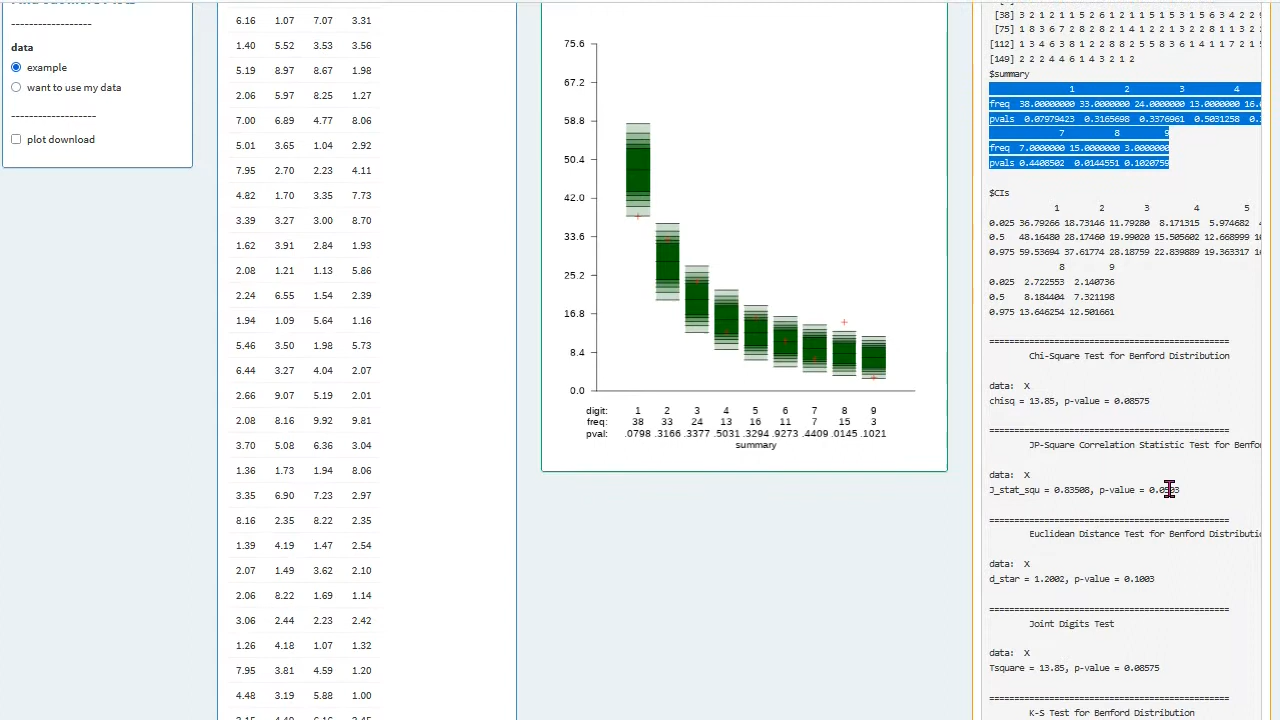 ------------------
data
example
want to use my data
-------------------
plot download
6.16 1.07 7.07 3.31
1.40 5.52 3.53 3.56
5.19 8.97 8.67 1.98
2.06 5.97 8.25 1.27
7.00 6.89 4.77 8.06
5.01 3.65 1.04 2.92
7.95 2.70 2.23 4.11
4.82 1.70 3.35 7.73
3.39 3.27 3.00 8.70
1.62 3.91 2.84 1.93
2.08 1.21 1.13 5.86
2.24 6.55 1.54 2.39
1.94 1.09 5.64 1.16
5.46 3.50 1.98 5.73
6.44 3.27 4.04 2.07
2.66 9.07 5.19 2.01
2.08 8.16 9.92 9.81
3.70 5.08 6.36 3.04
1.36 1.73 1.94 8.06
3.35 6.90 7.23 2.97
8.16 2.35 8.22 2.35
1.39 4.19 1.47 2.54
2.07 1.49 3.62 2.10
2.06 8.22 1.69 1.14
3.06 2.44 2.23 2.42
1.26 4.18 1.07 1.32
7.95 3.81 4.59 1.20
4.48 3.19 5.88 1.00
75.6
67.2
58.8
50.4
42.0
33.6
25.2
16.8
8.4
0.0
digit: 1 2 3 4 5 6 7 8 9
freq: 38 33 24 13 16 11 7 15 3
pval: .0798 .3166 .3377 .5031 .3294 .9273 .4409 .0145 .1021
summary
[38] 3 2 1 2 1 1 5 2 6 1 2 1 1 5 1 5 3 1 5 6 3 4 2 2
[75] 1 8 3 6 7 2 8 2 1 2 8 4 1 2 2 1 3 2 2 6 8 1 3 2
[112] 1 3 4 6 3 8 1 2 2 8 8 2 5 5 8 3 6 1 4 1 1 7 2 1
[149] 2 2 2 4 4 6 1 4 3 2 1 2
$summary
1 2 3 4
freq 38.00000000 33.0000000 24.0000000 13.0000000 16.
pvals 0.07979423 0.3165698 0.3376961 0.5031258 0.
7 8 9
freq 7.0000000 15.0000000 3.0000000
pvals 0.4408502 0.0144551 0.1020759
$CIs
1 2 3 4 5
0.025 36.79266 18.73146 11.79280 8.171315 5.974682
0.5 48.16480 28.17460 19.99020 15.505602 12.668999
0.975 59.53694 37.61774 28.18759 22.839889 19.363317
8 9
0.025 2.722553 2.140736
0.5 8.184404 7.321198
0.975 13.646254 12.501661
================================================
Chi-Square Test for Benford Distribution
data: X
chisq = 13.85, p-value = 0.08575
================================================
JP-Square Correlation Statistic Test for Benfo
data: X
J_stat_squ = 0.83508, p-value =
================================================
Euclidean Distance Test for Benford Distributi
data: X
d_star = 1.2002, p-value = 0.1003
================================================
Joint Digits Test
data: X
Tsquare = 13.85, p-value = 0.08575
================================================
K-S Test for Benford Distribution